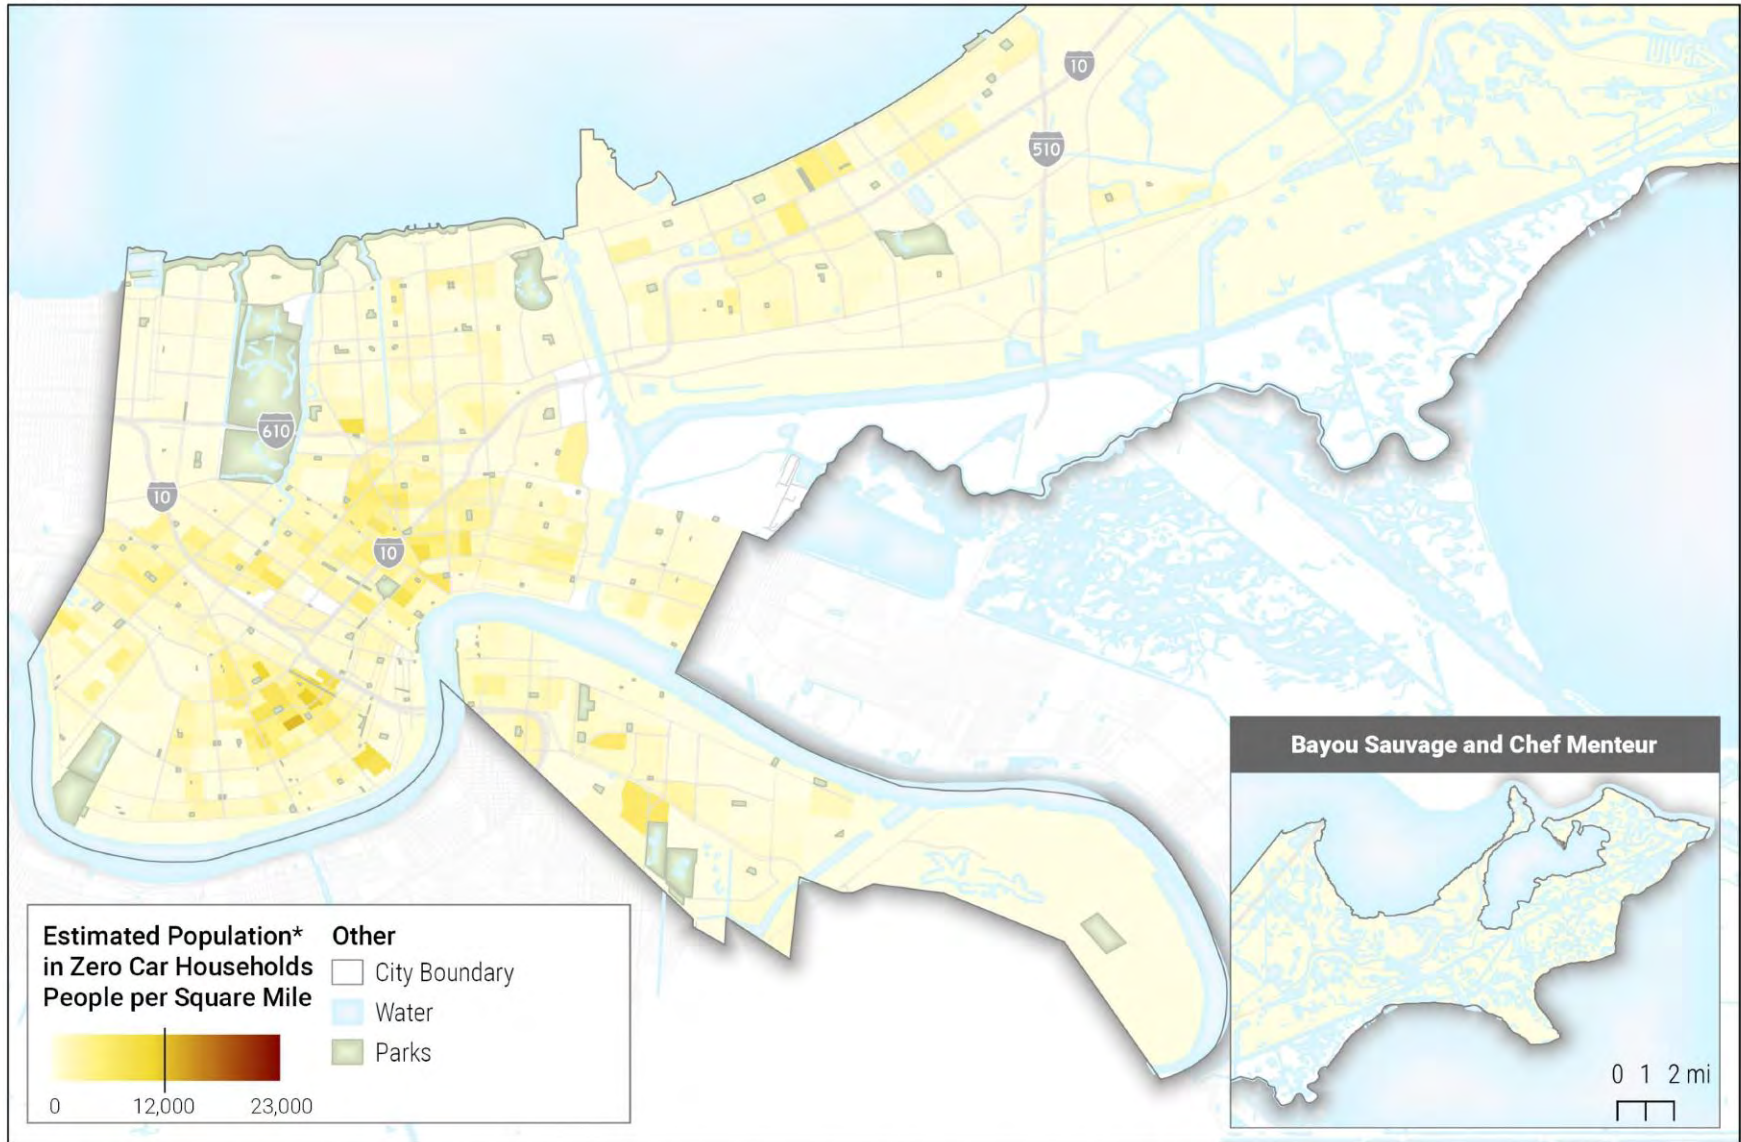 10
510
610
10
10
Bayou Sauvage and Chef Menteur
0 1 2 mi
Estimated Population*
in Zero Car Households
People per Square Mile
0 12,000 23,000
Other
City Boundary
Water
Parks